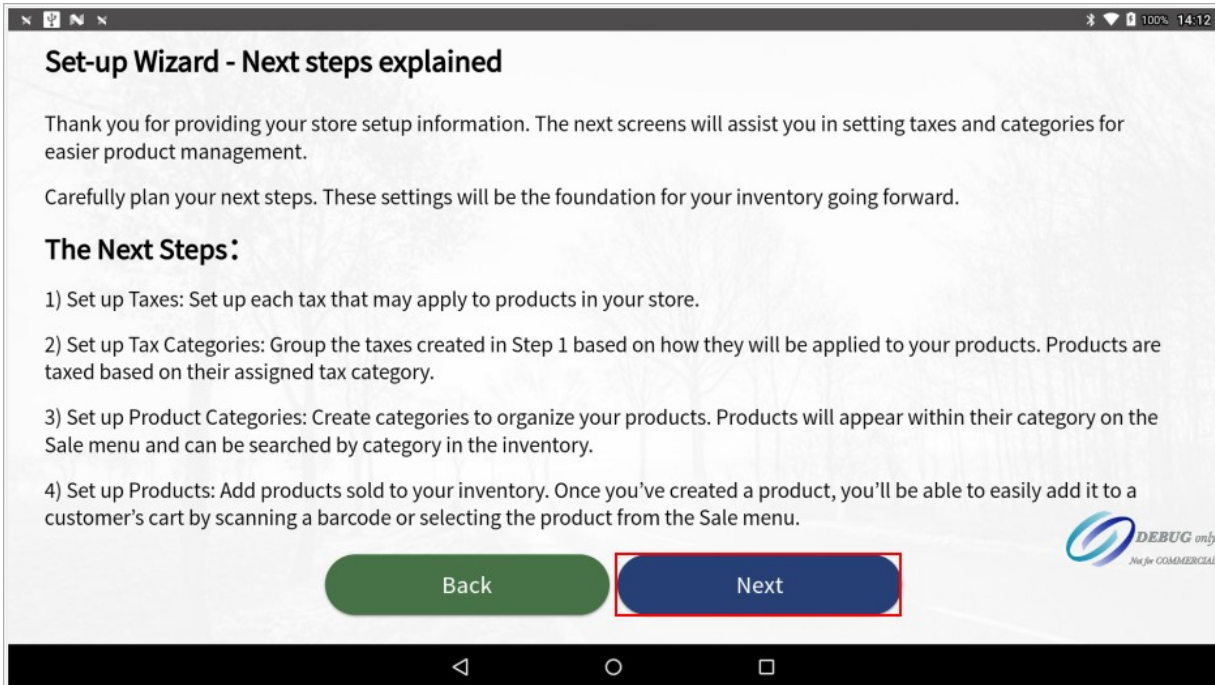 100% 14:12
Set-up Wizard - Next steps explained
Thank you for providing your store setup information. The next screens will assist you in setting taxes and categories for
easier product management.
Carefully plan your next steps. These settings will be the foundation for your inventory going forward.
The Next Steps：
1) Set up Taxes: Set up each tax that may apply to products in your store.
2) Set up Tax Categories: Group the taxes created in Step 1 based on how they will be applied to your products. Products are
taxed based on their assigned tax category.
3) Set up Product Categories: Create categories to organize your products. Products will appear within their category on the
Sale menu and can be searched by category in the inventory.
4) Set up Products: Add products sold to your inventory. Once you’ve created a product, you’ll be able to easily add it to a
customer’s cart by scanning a barcode or selecting the product from the Sale menu.
DEBUG only
Not for COMMERCIAL
Back
Next